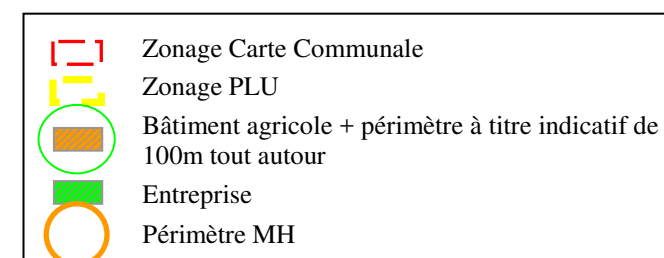 Zonage Carte Communale
Zonage PLU
Bâtiment agricole + périmètre à titre indicatif de
100m tout autour
Entreprise
Périmètre MH